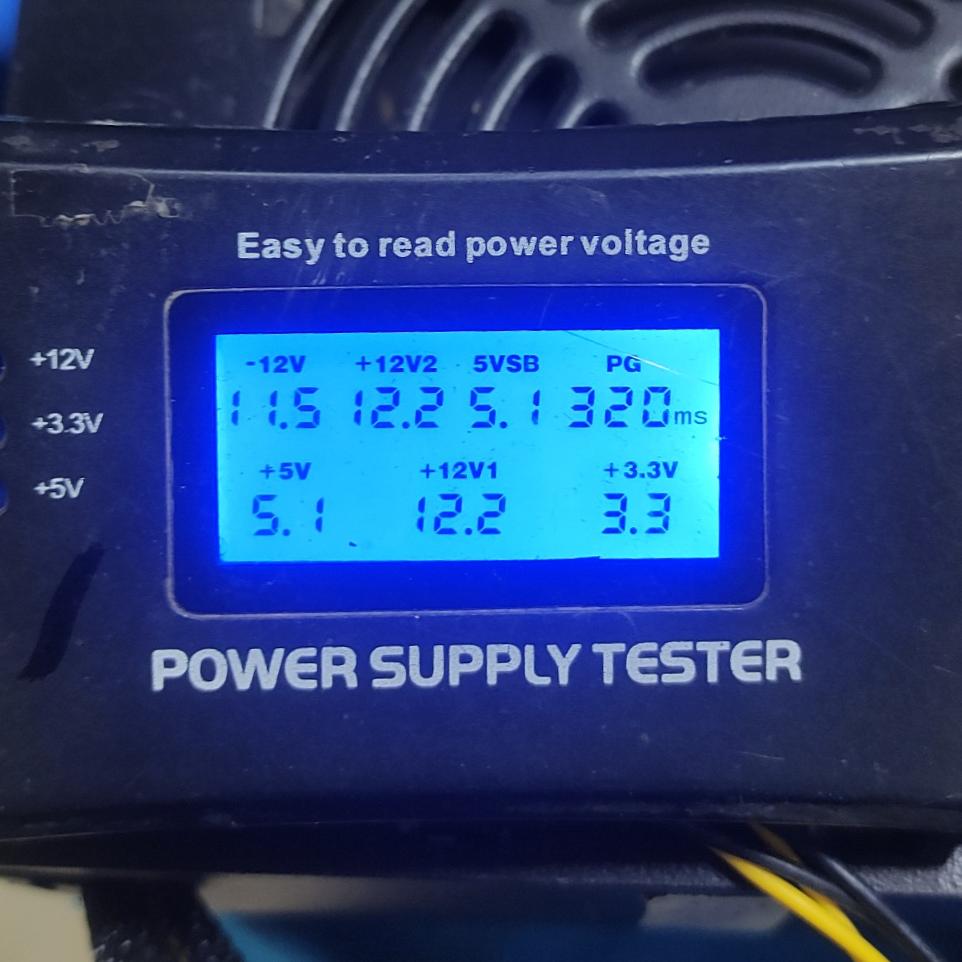 Easy to read power voltage
+12V
+3.3V
+5V
-12V +12V2 5VSB PG
11.5 12.2 5.1 320ms
+5V +12V1 +3.3V
5.1 12.2 3.3
POWER SUPPLY TESTER